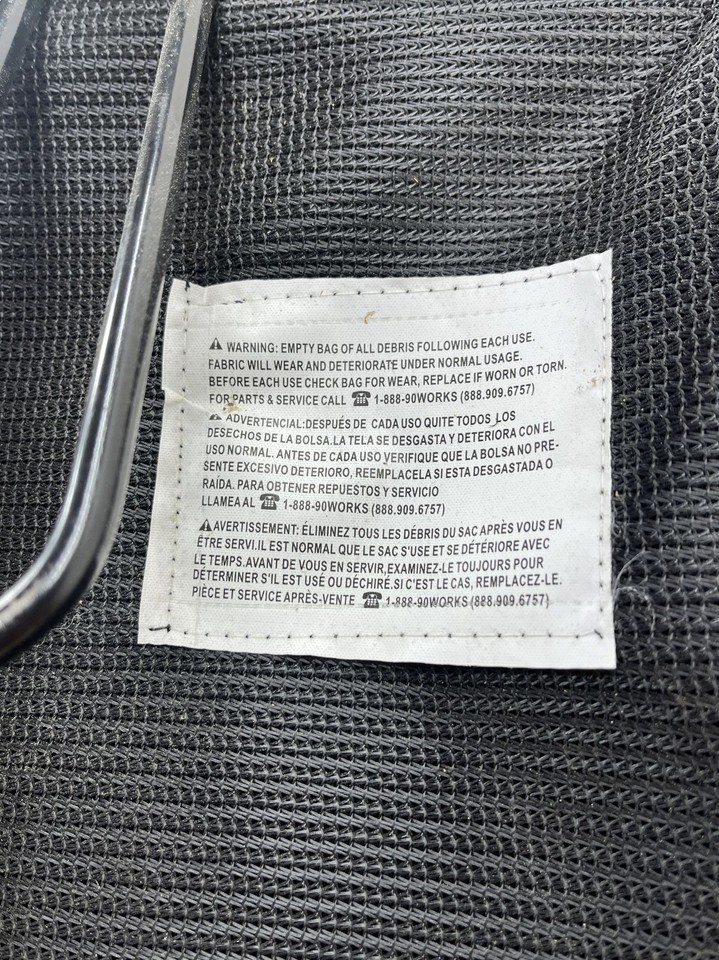 ⚠ WARNING: EMPTY BAG OF ALL DEBRIS FOLLOWING EACH USE.
FABRIC WILL WEAR AND DETERIORATE UNDER NORMAL USAGE.
BEFORE EACH USE CHECK BAG FOR WEAR, REPLACE IF WORN OR TORN.
FOR PARTS & SERVICE CALL ☎ 1-888-90WORKS (888.909.6757)
⚠ ADVERTENCIAL:DESPUÉS DE CADA USO QUITE TODOS LOS
DESECHOS DE LA BOLSA.LA TELA SE DESGASTA Y DETERIORA CON EL
USO NORMAL. ANTES DE CADA USO VERIFIQUE QUE LA BOLSA NO PRE-
SENTE EXCESIVO DETERIORO, REEMPLACELA SI ESTA DESGASTADA O
RAÍDA. PARA OBTENER REPUESTOS Y SERVICIO
LLAMEA AL ☎ 1-888-90WORKS (888.909.6757)
⚠ AVERTISSEMENT: ÉLIMINEZ TOUS LES DÉBRIS DU SAC APRÈS VOUS EN
ÊTRE SERVI.IL EST NORMAL QUE LE SAC S'USE ET SE DÉTÉRIORE AVEC
LE TEMPS.AVANT DE VOUS EN SERVIR,EXAMINEZ-LE TOUJOURS POUR
DÉTERMINER S'IL EST USÉ OU DÉCHIRÉ.SI C'EST LE CAS, REMPLACEZ-LE.
PIÈCE ET SERVICE APRÈS-VENTE ☎ 1-888-90WORKS (888.909.6757)